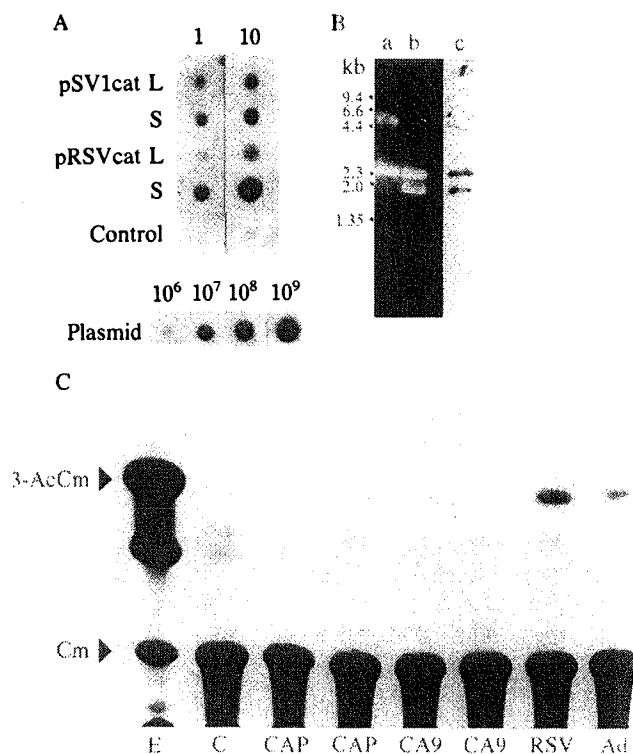 A
1 10
pSV1cat L
S
pRSVcat L
S
Control
10⁶ 10⁷ 10⁸ 10⁹
Plasmid
B
a b c
kb
9.4
6.6
4.4
2.3
2.0
1.35
C
3-AcCm
Cm
E C CAP CAP CA9 CA9 RSV Ad